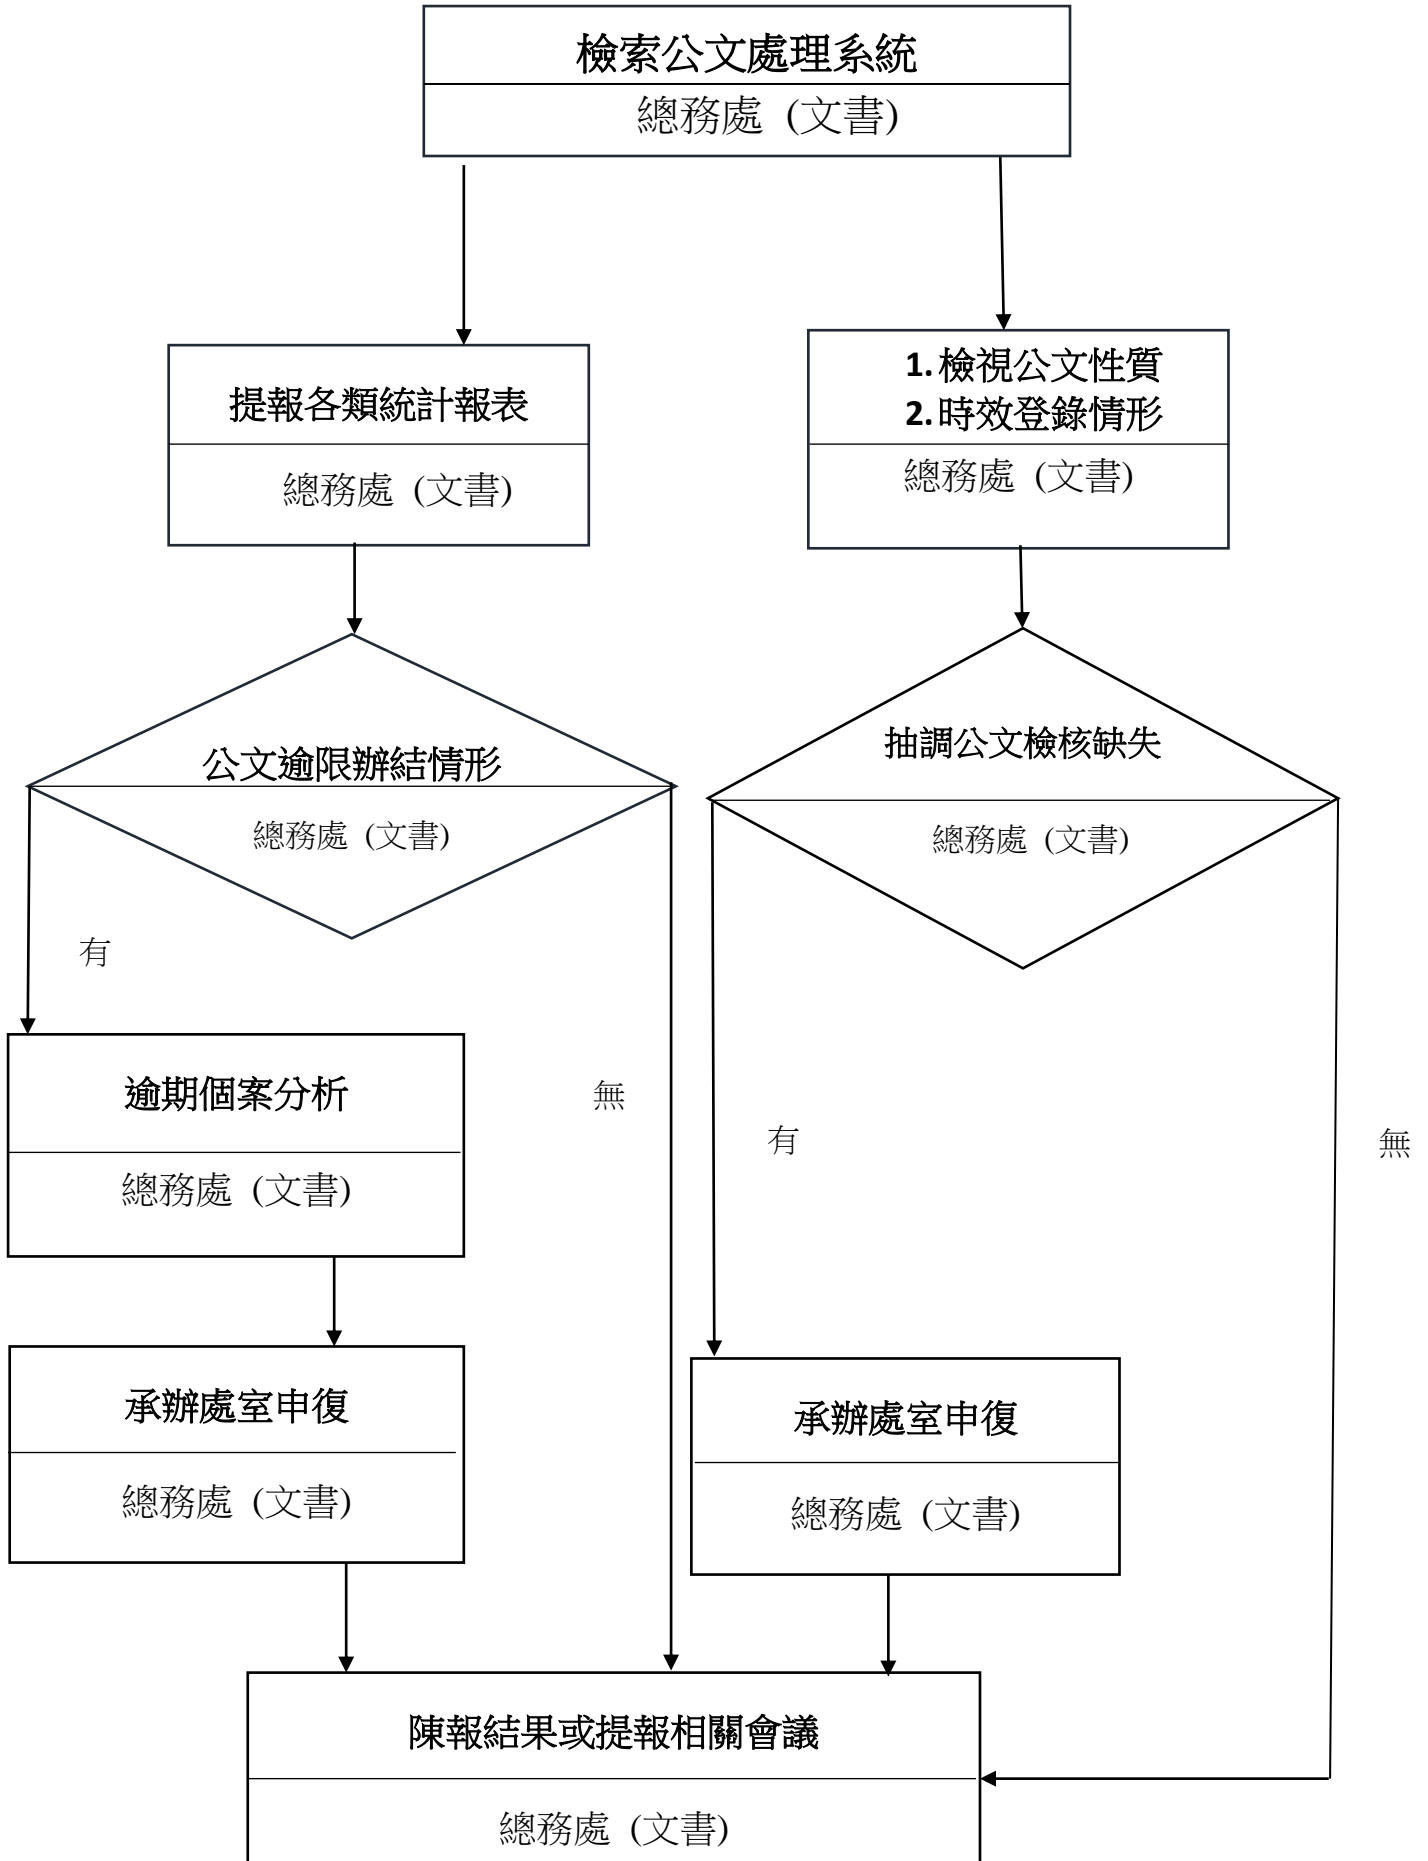 檢索公文處理系統
總務處 (文書)
提報各類統計報表
總務處 (文書)
1.檢視公文性質
2.時效登錄情形
總務處 (文書)
公文逾限辦結情形
總務處 (文書)
抽調公文檢核缺失
總務處 (文書)
有
無
有
無
逾期個案分析
總務處 (文書)
承辦處室申復
總務處 (文書)
承辦處室申復
總務處 (文書)
陳報結果或提報相關會議
總務處 (文書)